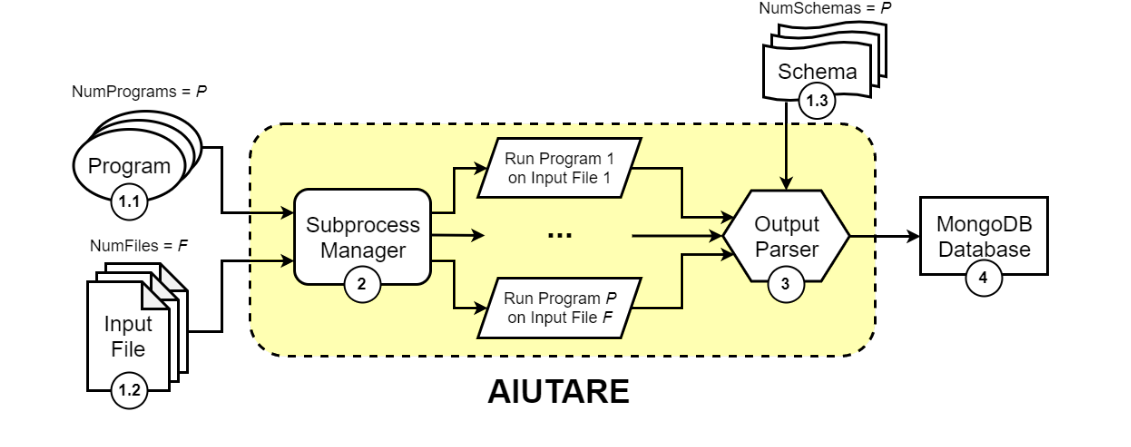 NumSchemas = P
Schema
1.3
NumPrograms = P
Program
1.1
NumFiles = F
Input
File
1.2
Subprocess
Manager
2
Run Program 1
on Input File 1
...
Run Program P
on Input File F
Output
Parser
3
MongoDB
Database
4
AIUTARE